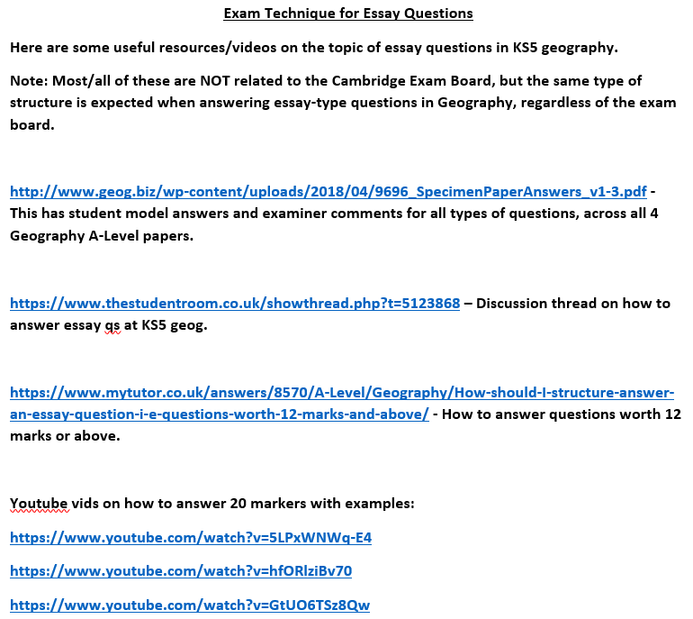 Exam Technique for Essay Questions
Here are some useful resources/videos on the topic of essay questions in KS5 geography.
Note: Most/all of these are NOT related to the Cambridge Exam Board, but the same type of
structure is expected when answering essay-type questions in Geography, regardless of the exam
board.
http://www.geog.biz/wp-content/uploads/2018/04/9696_SpecimenPaperAnswers_v1-3.pdf -
This has student model answers and examiner comments for all types of questions, across all 4
Geography A-Level papers.
https://www.thestudentroom.co.uk/showthread.php?t=5123868 – Discussion thread on how to
answer essay qs at KS5 geog.
https://www.mytutor.co.uk/answers/8570/A-Level/Geography/How-should-I-structure-answer-
an-essay-question-i-e-questions-worth-12-marks-and-above/ - How to answer questions worth 12
marks or above.
Youtube vids on how to answer 20 markers with examples:
https://www.youtube.com/watch?v=5LPxWNWq-E4
https://www.youtube.com/watch?v=hfORlziBv70
https://www.youtube.com/watch?v=GtUO6TSz8Qw